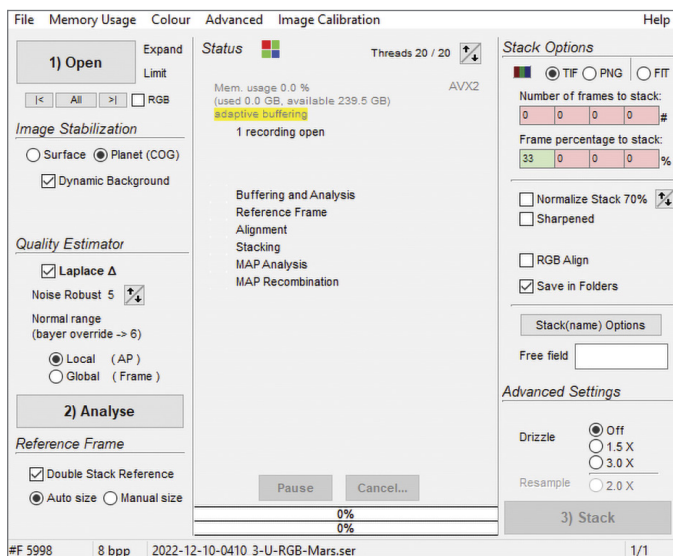 File Memory Usage Colour Advanced Image Calibration Help
1) Open
Expand
Limit
|< All >| RGB
Image Stabilization
Surface Planet (COG)
Dynamic Background
Quality Estimator
Laplace Δ
Noise Robust 5
Normal range
(bayer override -> 6)
Local (AP)
Global (Frame)
2) Analyse
Reference Frame
Double Stack Reference
Auto size Manual size
Status
Threads 20 / 20
Mem. usage 0.0 % AVX2
(used 0.0 GB, available 239.5 GB)
adaptive buffering
1 recording open
Buffering and Analysis
Reference Frame
Alignment
Stacking
MAP Analysis
MAP Recombination
Pause Cancel...
0%
0%
Stack Options
TIF PNG FIT
Number of frames to stack:
0 0 0 0 #
Frame percentage to stack:
33 0 0 0 %
Normalize Stack 70%
Sharpened
RGB Align
Save in Folders
Stack(name) Options
Free field
Advanced Settings
Drizzle
Off
1.5 X
3.0 X
Resample 2.0 X
3) Stack
#F 5998 8 bpp 2022-12-10-0410_3-U-RGB-Mars.ser 1/1